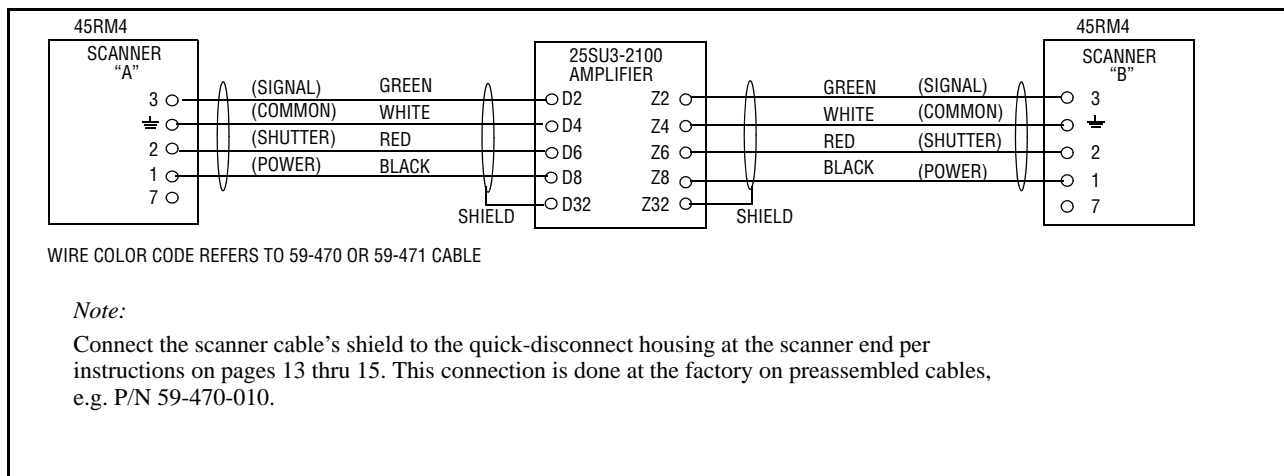 45RM4
SCANNER
"A"
3
2
1
7
(SIGNAL) GREEN
(COMMON) WHITE
(SHUTTER) RED
(POWER) BLACK
SHIELD
25SU3-2100
AMPLIFIER
D2 Z2
D4 Z4
D6 Z6
D8 Z8
D32 Z32
SHIELD
GREEN (SIGNAL)
WHITE (COMMON)
RED (SHUTTER)
BLACK (POWER)
45RM4
SCANNER
"B"
3
2
1
7
WIRE COLOR CODE REFERS TO 59-470 OR 59-471 CABLE
Note:
Connect the scanner cable's shield to the quick-disconnect housing at the scanner end per
instructions on pages 13 thru 15. This connection is done at the factory on preassembled cables,
e.g. P/N 59-470-010.